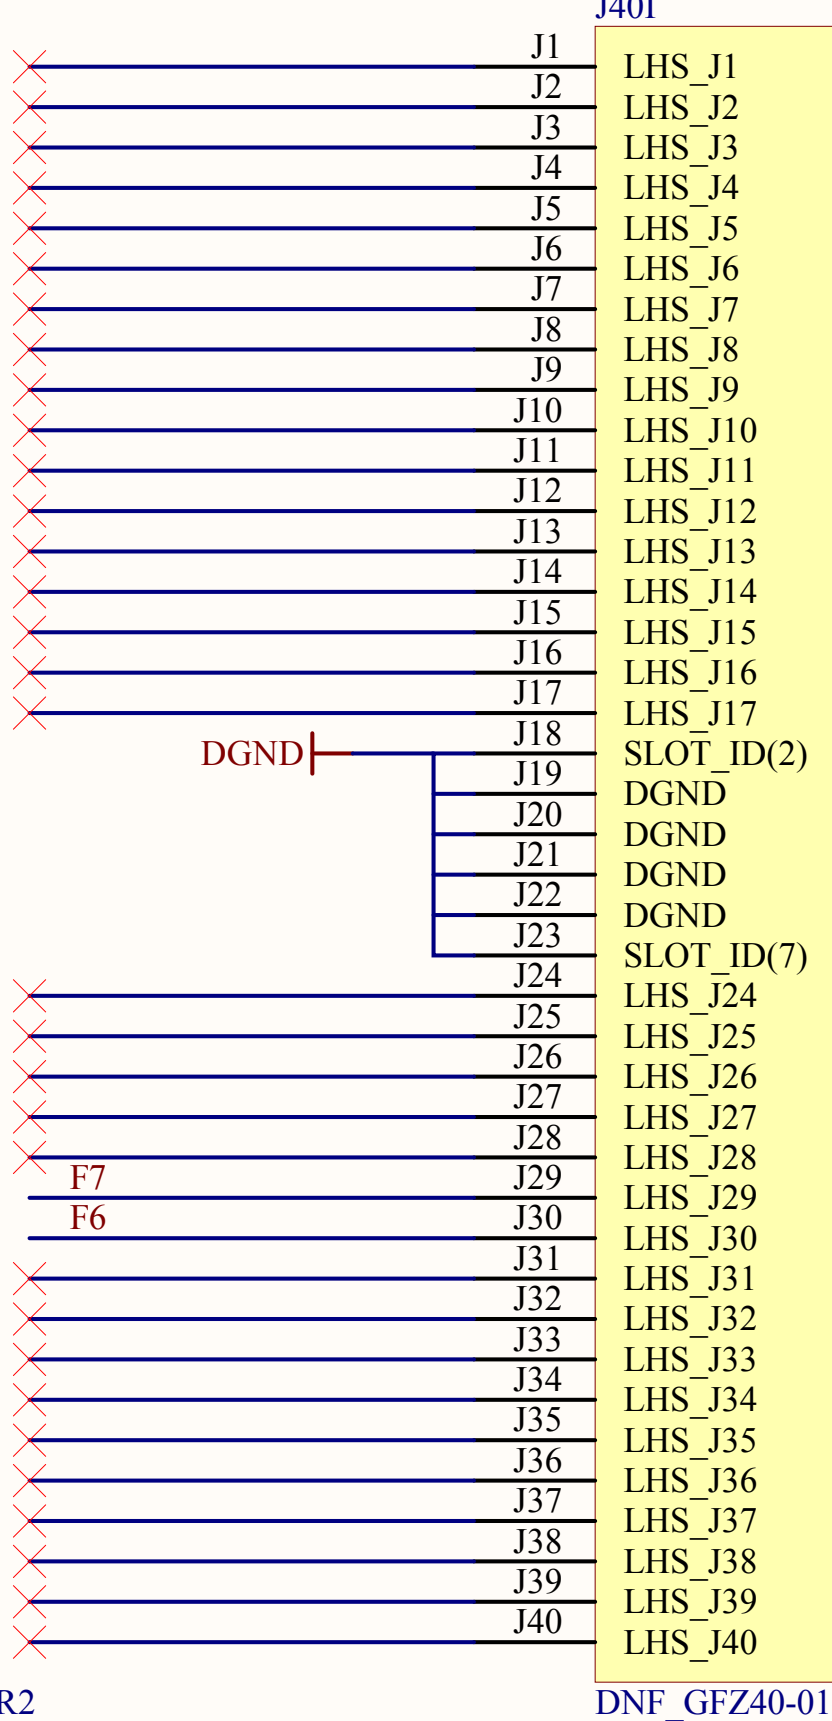 J40I
J1 LHS_J1
J2 LHS_J2
J3 LHS_J3
J4 LHS_J4
J5 LHS_J5
J6 LHS_J6
J7 LHS_J7
J8 LHS_J8
J9 LHS_J9
J10 LHS_J10
J11 LHS_J11
J12 LHS_J12
J13 LHS_J13
J14 LHS_J14
J15 LHS_J15
J16 LHS_J16
J17 LHS_J17
DGND J18 SLOT_ID(2)
J19 DGND
J20 DGND
J21 DGND
J22 DGND
J23 SLOT_ID(7)
J24 LHS_J24
J25 LHS_J25
J26 LHS_J26
J27 LHS_J27
J28 LHS_J28
F7 J29 LHS_J29
F6 J30 LHS_J30
J31 LHS_J31
J32 LHS_J32
J33 LHS_J33
J34 LHS_J34
J35 LHS_J35
J36 LHS_J36
J37 LHS_J37
J38 LHS_J38
J39 LHS_J39
J40 LHS_J40
R2 DNF_GFZ40-01